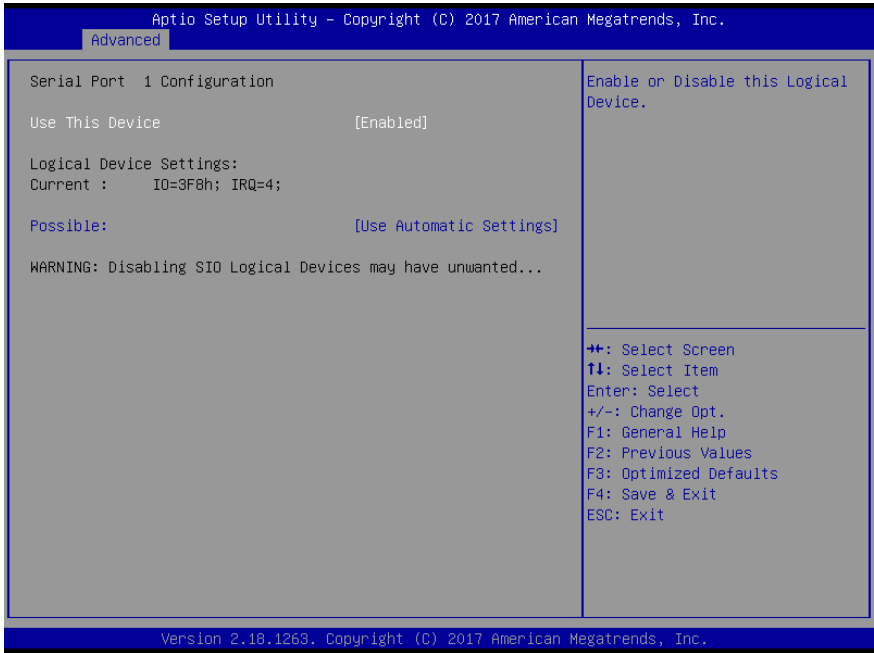 Aptio Setup Utility – Copyright (C) 2017 American Megatrends, Inc.
Advanced
Serial Port 1 Configuration
Use This Device [Enabled]
Logical Device Settings:
Current : IO=3F8h; IRQ=4;
Possible: [Use Automatic Settings]
WARNING: Disabling SIO Logical Devices may have unwanted...
Enable or Disable this Logical
Device.
→←: Select Screen
↑↓: Select Item
Enter: Select
+/-: Change Opt.
F1: General Help
F2: Previous Values
F3: Optimized Defaults
F4: Save & Exit
ESC: Exit
Version 2.18.1263. Copyright (C) 2017 American Megatrends, Inc.